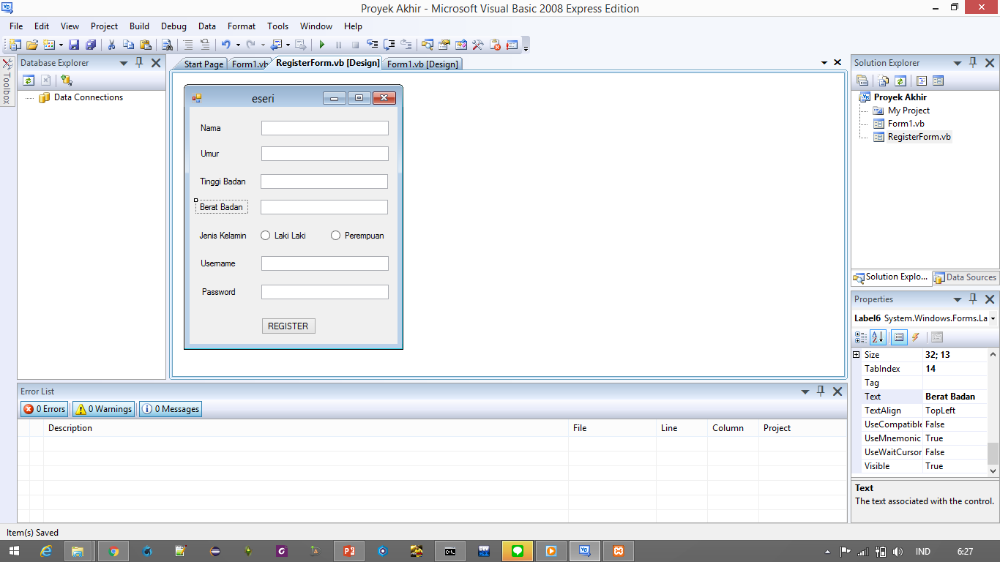 Proyek Akhir - Microsoft Visual Basic 2008 Express Edition
File Edit View Project Build Debug Data Format Tools Window Help
Database Explorer
Toolbox
Data Connections
Start Page Form1.vb RegisterForm.vb [Design] Form1.vb [Design]
eseri
Nama
Umur
Tinggi Badan
Berat Badan
Jenis Kelamin Laki Laki Perempuan
Username
Password
REGISTER
Solution Explorer
Proyek Akhir
My Project
Form1.vb
RegisterForm.vb
Solution Explo... Data Sources
Properties
Label6 System.Windows.Forms.La
Size 32; 13
TabIndex 14
Tag
Text Berat Badan
TextAlign TopLeft
UseCompatible False
UseMnemonic True
UseWaitCursor False
Visible True
Text
The text associated with the control.
Error List
0 Errors 0 Warnings 0 Messages
Description File Line Column Project
Item(s) Saved
IND 6:27